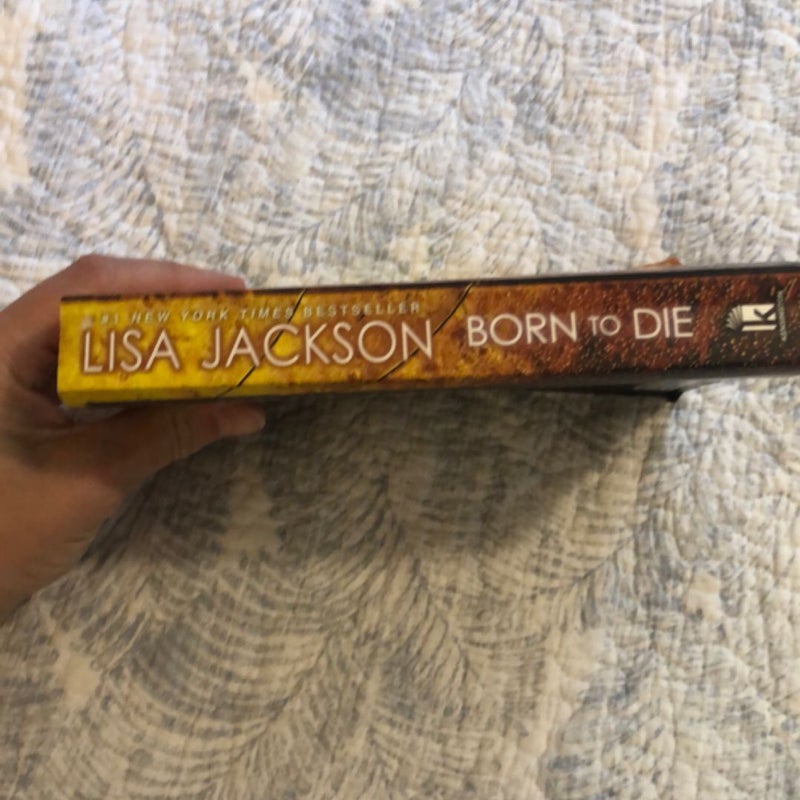 #1 NEW YORK TIMES BESTSELLER
LISA JACKSON
BORN TO DIE
K